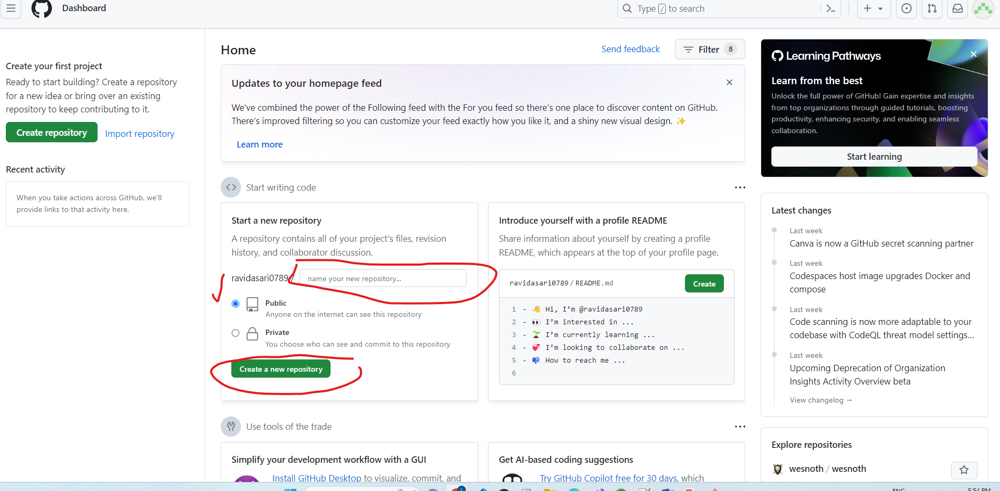 Dashboard
Type / to search
Create your first project
Ready to start building? Create a repository
for a new idea or bring over an existing
repository to keep contributing to it.
Create repository
Import repository
Recent activity
When you take actions across GitHub, we'll
provide links to that activity here.
Home
Send feedback
Filter 8
Updates to your homepage feed
We've combined the power of the Following feed with the For you feed so there's one place to discover content on GitHub.
There's improved filtering so you can customize your feed exactly how you like it, and a shiny new visual design. ✨
Learn more
Start writing code
Start a new repository
A repository contains all of your project's files, revision
history, and collaborator discussion.
ravidasari0789 /
name your new repository...
Public
Anyone on the internet can see this repository
Private
You choose who can see and commit to this repository
Create a new repository
Introduce yourself with a profile README
Share information about yourself by creating a profile
README, which appears at the top of your profile page.
ravidasari0789 / README.md
Create
1 - 👋 Hi, I'm @ravidasari0789
2 - 👀 I'm interested in ...
3 - 🌱 I'm currently learning ...
4 - 💞️ I'm looking to collaborate on ...
5 - 📫 How to reach me ...
6
Use tools of the trade
Simplify your development workflow with a GUI
Install GitHub Desktop to visualize, commit, and
Get AI-based coding suggestions
Try GitHub Copilot free for 30 days, which
Learning Pathways
Learn from the best
Unlock the full power of GitHub! Gain expertise and insights
from top organizations through guided tutorials, boosting
productivity, enhancing security, and enabling seamless
collaboration.
Start learning
Latest changes
Last week
Canva is now a GitHub secret scanning partner
Last week
Codespaces host image upgrades Docker and
compose
Last week
Code scanning is now more adaptable to your
codebase with CodeQL threat model settings...
Last week
Upcoming Deprecation of Organization
Insights Activity Overview beta
View changelog →
Explore repositories
wesnoth / wesnoth
ENG
5:54 PM